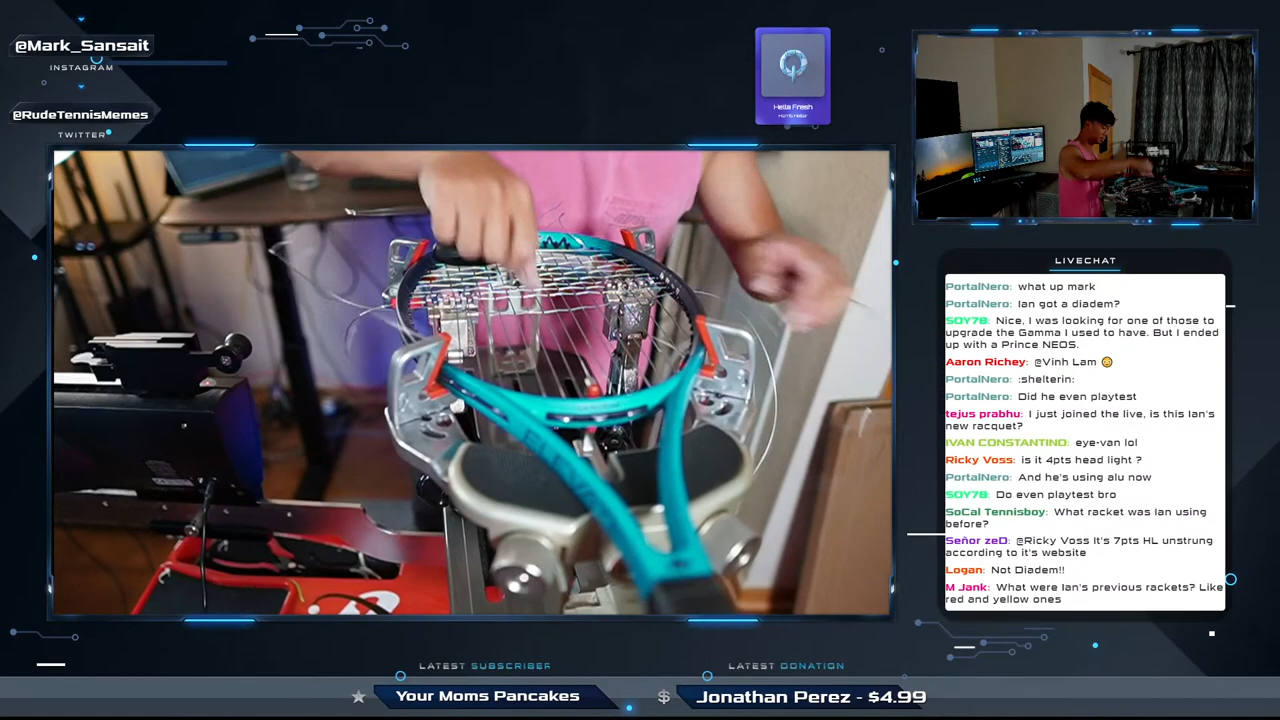 @Mark_Sansait
INSTAGRAM
@RudeTennisMemes
TWITTER
Hella Fresh
ELEVATE
LIVECHAT
PortalNero: what up mark
PortalNero: Ian got a diadem?
SOY78: Nice, I was looking for one of those to
upgrade the Gamma I used to have. But I ended
up with a Prince NEOS.
Aaron Richey: @Vinh Lam
PortalNero: :shelterin:
PortalNero: Did he even playtest
tejus prabhu: I just joined the live, is this Ian's
new racquet?
IVAN CONSTANTINO: eye-van lol
Ricky Voss: is it 4pts head light ?
PortalNero: And he's using alu now
SOY78: Do even playtest bro
SoCal Tennisboy: What racket was Ian using
before?
Señor zeD: @Ricky Voss It's 7pts HL unstrung
according to it's website
Logan: Not Diadem!!
M Jank: What were Ian's previous rackets? Like
red and yellow ones
LATEST SUBSCRIBER
LATEST DONATION
Your Moms Pancakes
$ Jonathan Perez - $4.99